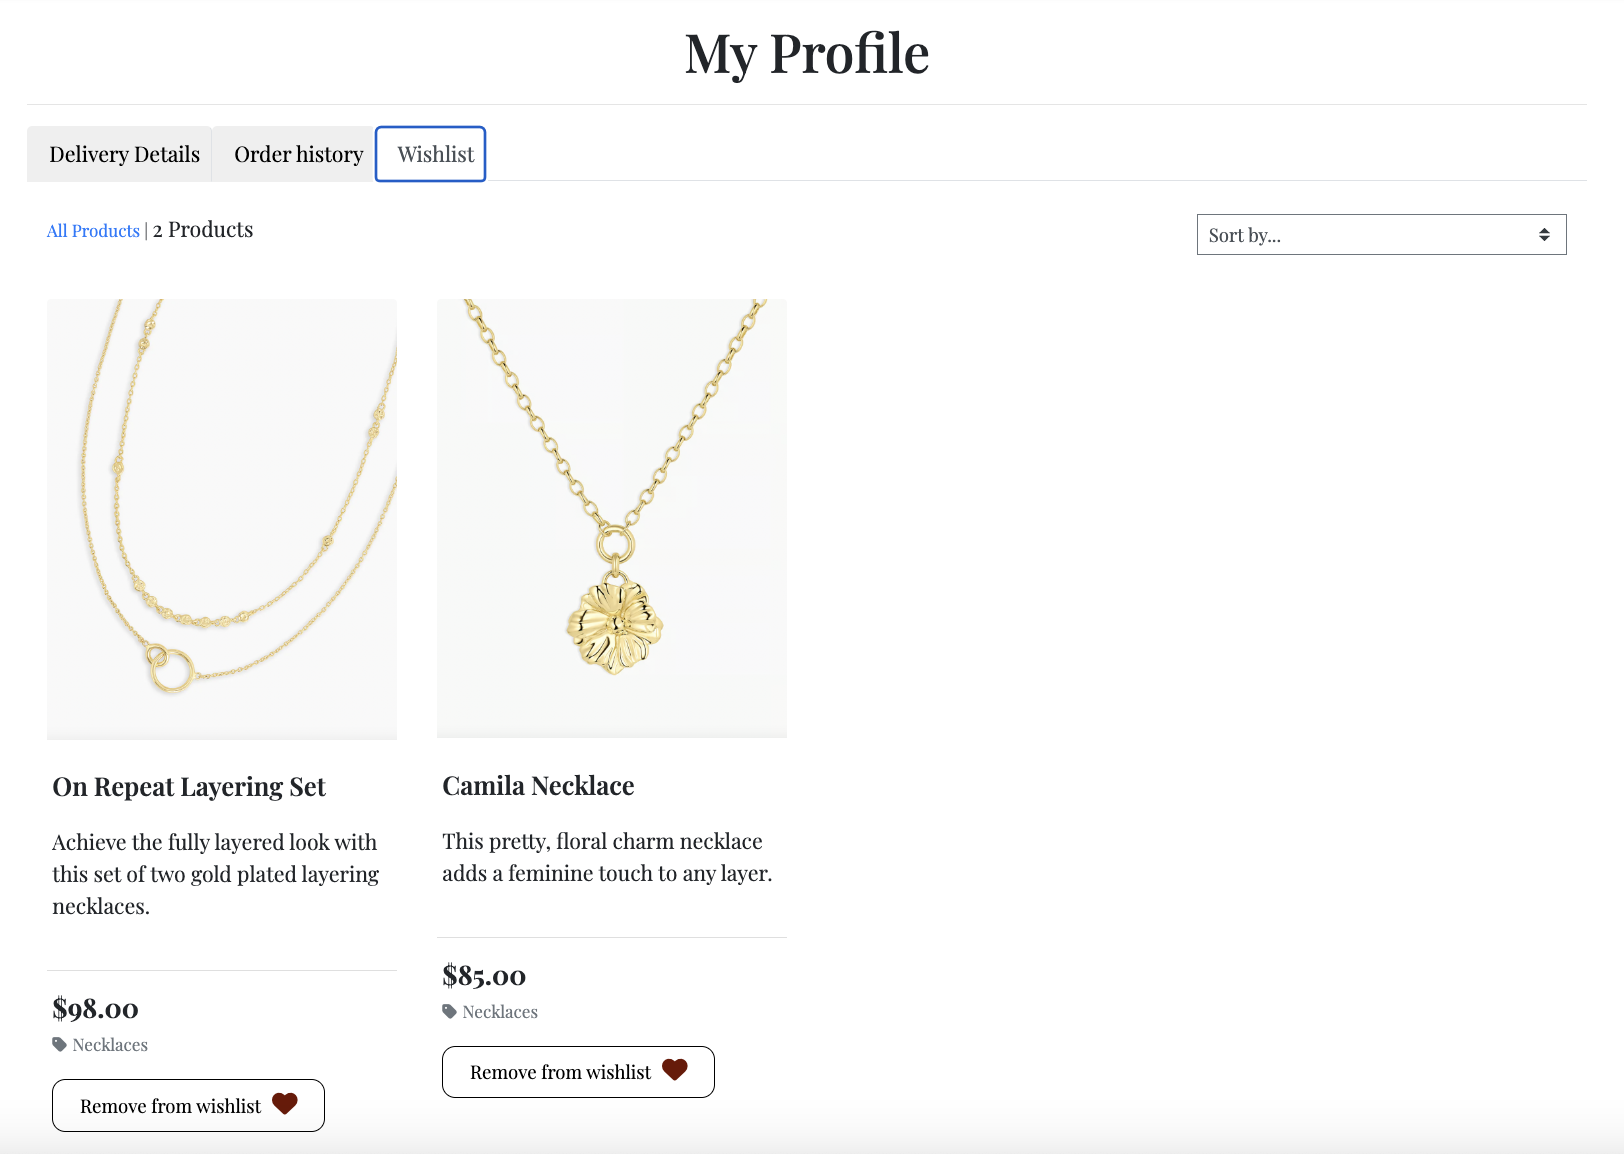 My Profile
Delivery Details
Order history
Wishlist
All Products | 2 Products
Sort by...
On Repeat Layering Set
Achieve the fully layered look with
this set of two gold plated layering
necklaces.
$98.00
Necklaces
Remove from wishlist
Camila Necklace
This pretty, floral charm necklace
adds a feminine touch to any layer.
$85.00
Necklaces
Remove from wishlist